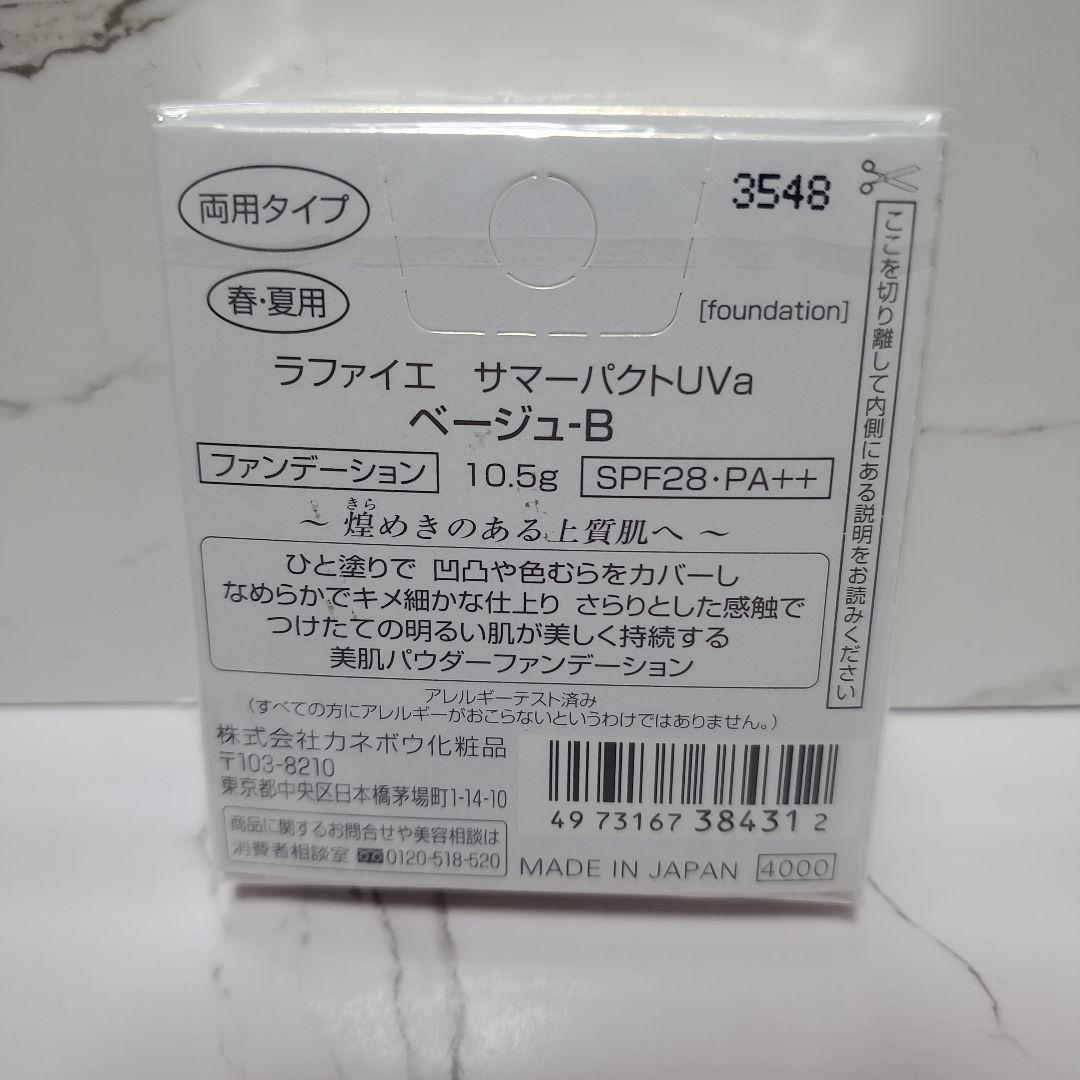 両用タイプ
3548
春・夏用
[foundation]
ラファイエ サマーパクトUVa
ベージュ-B
ファンデーション 10.5g SPF28・PA++
～煌めきのある上質肌へ～
きら
ひと塗りで 凹凸や色むらをカバーし
なめらかでキメ細かな仕上り さらりとした感触で
つけたての明るい肌が美しく持続する
美肌パウダーファンデーション
アレルギーテスト済み
（すべての方にアレルギーがおこらないというわけではありません。）
株式会社カネボウ化粧品
〒103-8210
東京都中央区日本橋茅場町1-14-10
商品に関するお問合せや美容相談は
消費者相談室 0120-518-520
4973167384312
MADE IN JAPAN 4000
ここを切り離して内側にある説明をお読みください